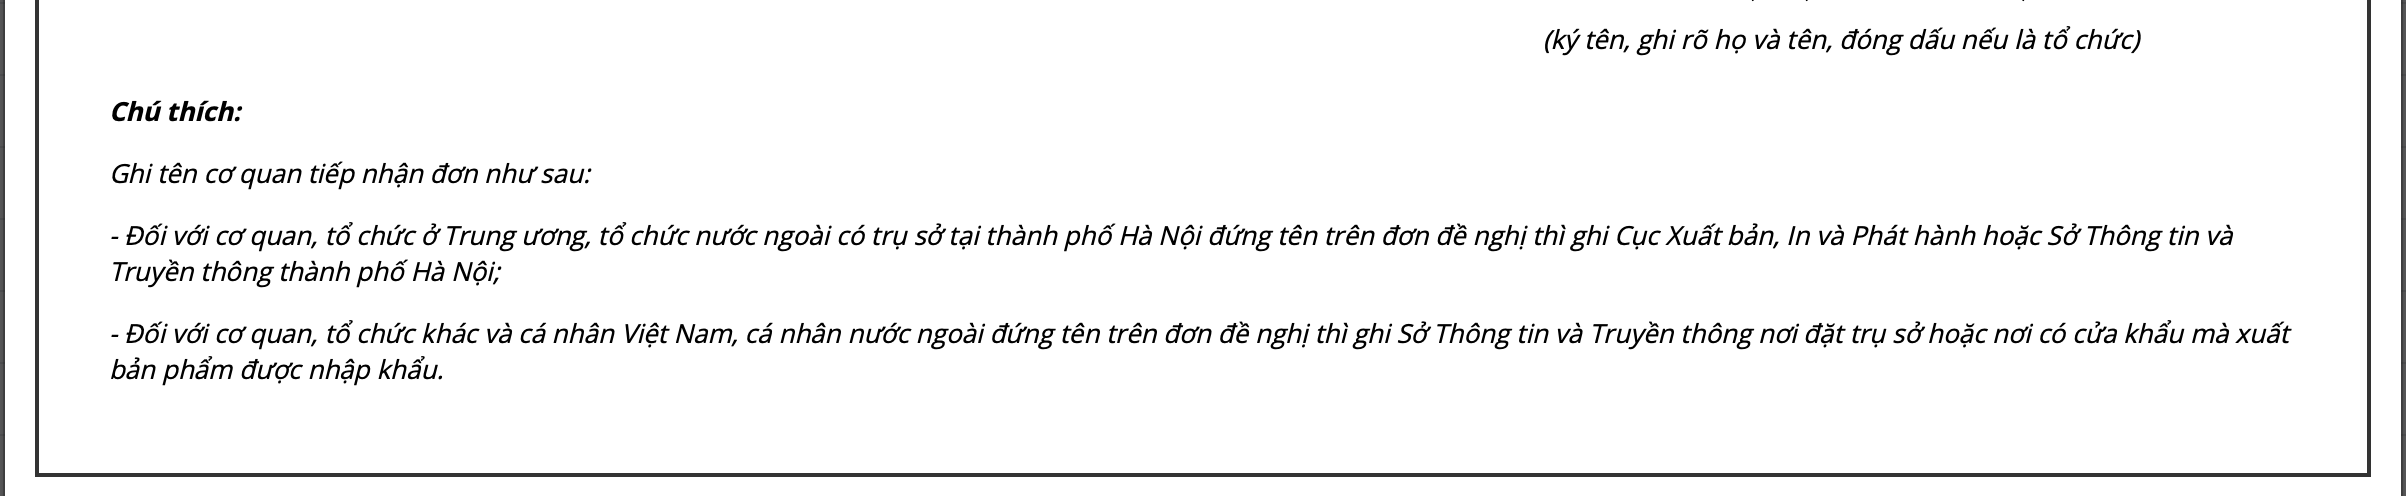 (ký tên, ghi rõ họ và tên, đóng dấu nếu là tổ chức)
Chú thích:
Ghi tên cơ quan tiếp nhận đơn như sau:
- Đối với cơ quan, tổ chức ở Trung ương, tổ chức nước ngoài có trụ sở tại thành phố Hà Nội đứng tên trên đơn đề nghị thì ghi Cục Xuất bản, In và Phát hành hoặc Sở Thông tin và
Truyền thông thành phố Hà Nội;
- Đối với cơ quan, tổ chức khác và cá nhân Việt Nam, cá nhân nước ngoài đứng tên trên đơn đề nghị thì ghi Sở Thông tin và Truyền thông nơi đặt trụ sở hoặc nơi có cửa khẩu mà xuất
bản phẩm được nhập khẩu.